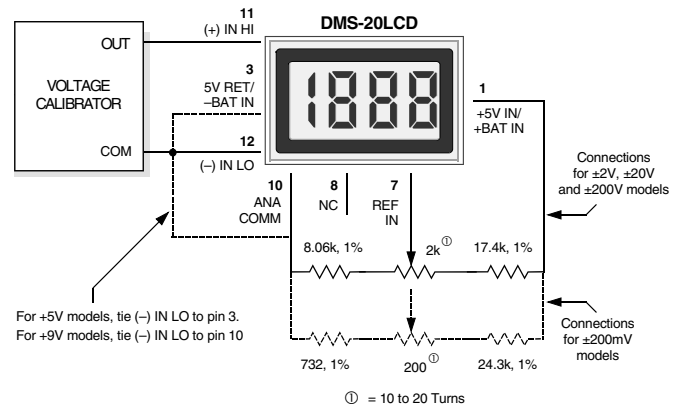 DMS-20LCD
11
(+) IN HI
OUT
3
5V RET/
–BAT IN
VOLTAGE
CALIBRATOR
1888
1
+5V IN/
+BAT IN
12
COM
(–) IN LO
Connections
for ±2V, ±20V
and ±200V models
10
ANA
COMM
8
NC
7
REF
IN
8.06k, 1%
2k ①
17.4k, 1%
For +5V models, tie (–) IN LO to pin 3.
For +9V models, tie (–) IN LO to pin 10
Connections
for ±200mV
models
732, 1%
200 ①
24.3k, 1%
① = 10 to 20 Turns